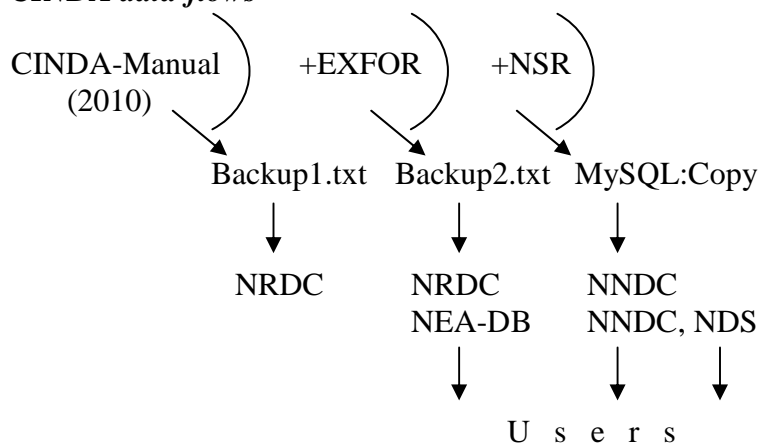 CINDA data flows
CINDA-Manual +EXFOR +NSR
(2010)
Backup1.txt Backup2.txt MySQL:Copy
NRDC NRDC NNDC
NEA-DB NNDC, NDS
U s e r s